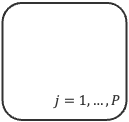 j = 1, ..., P